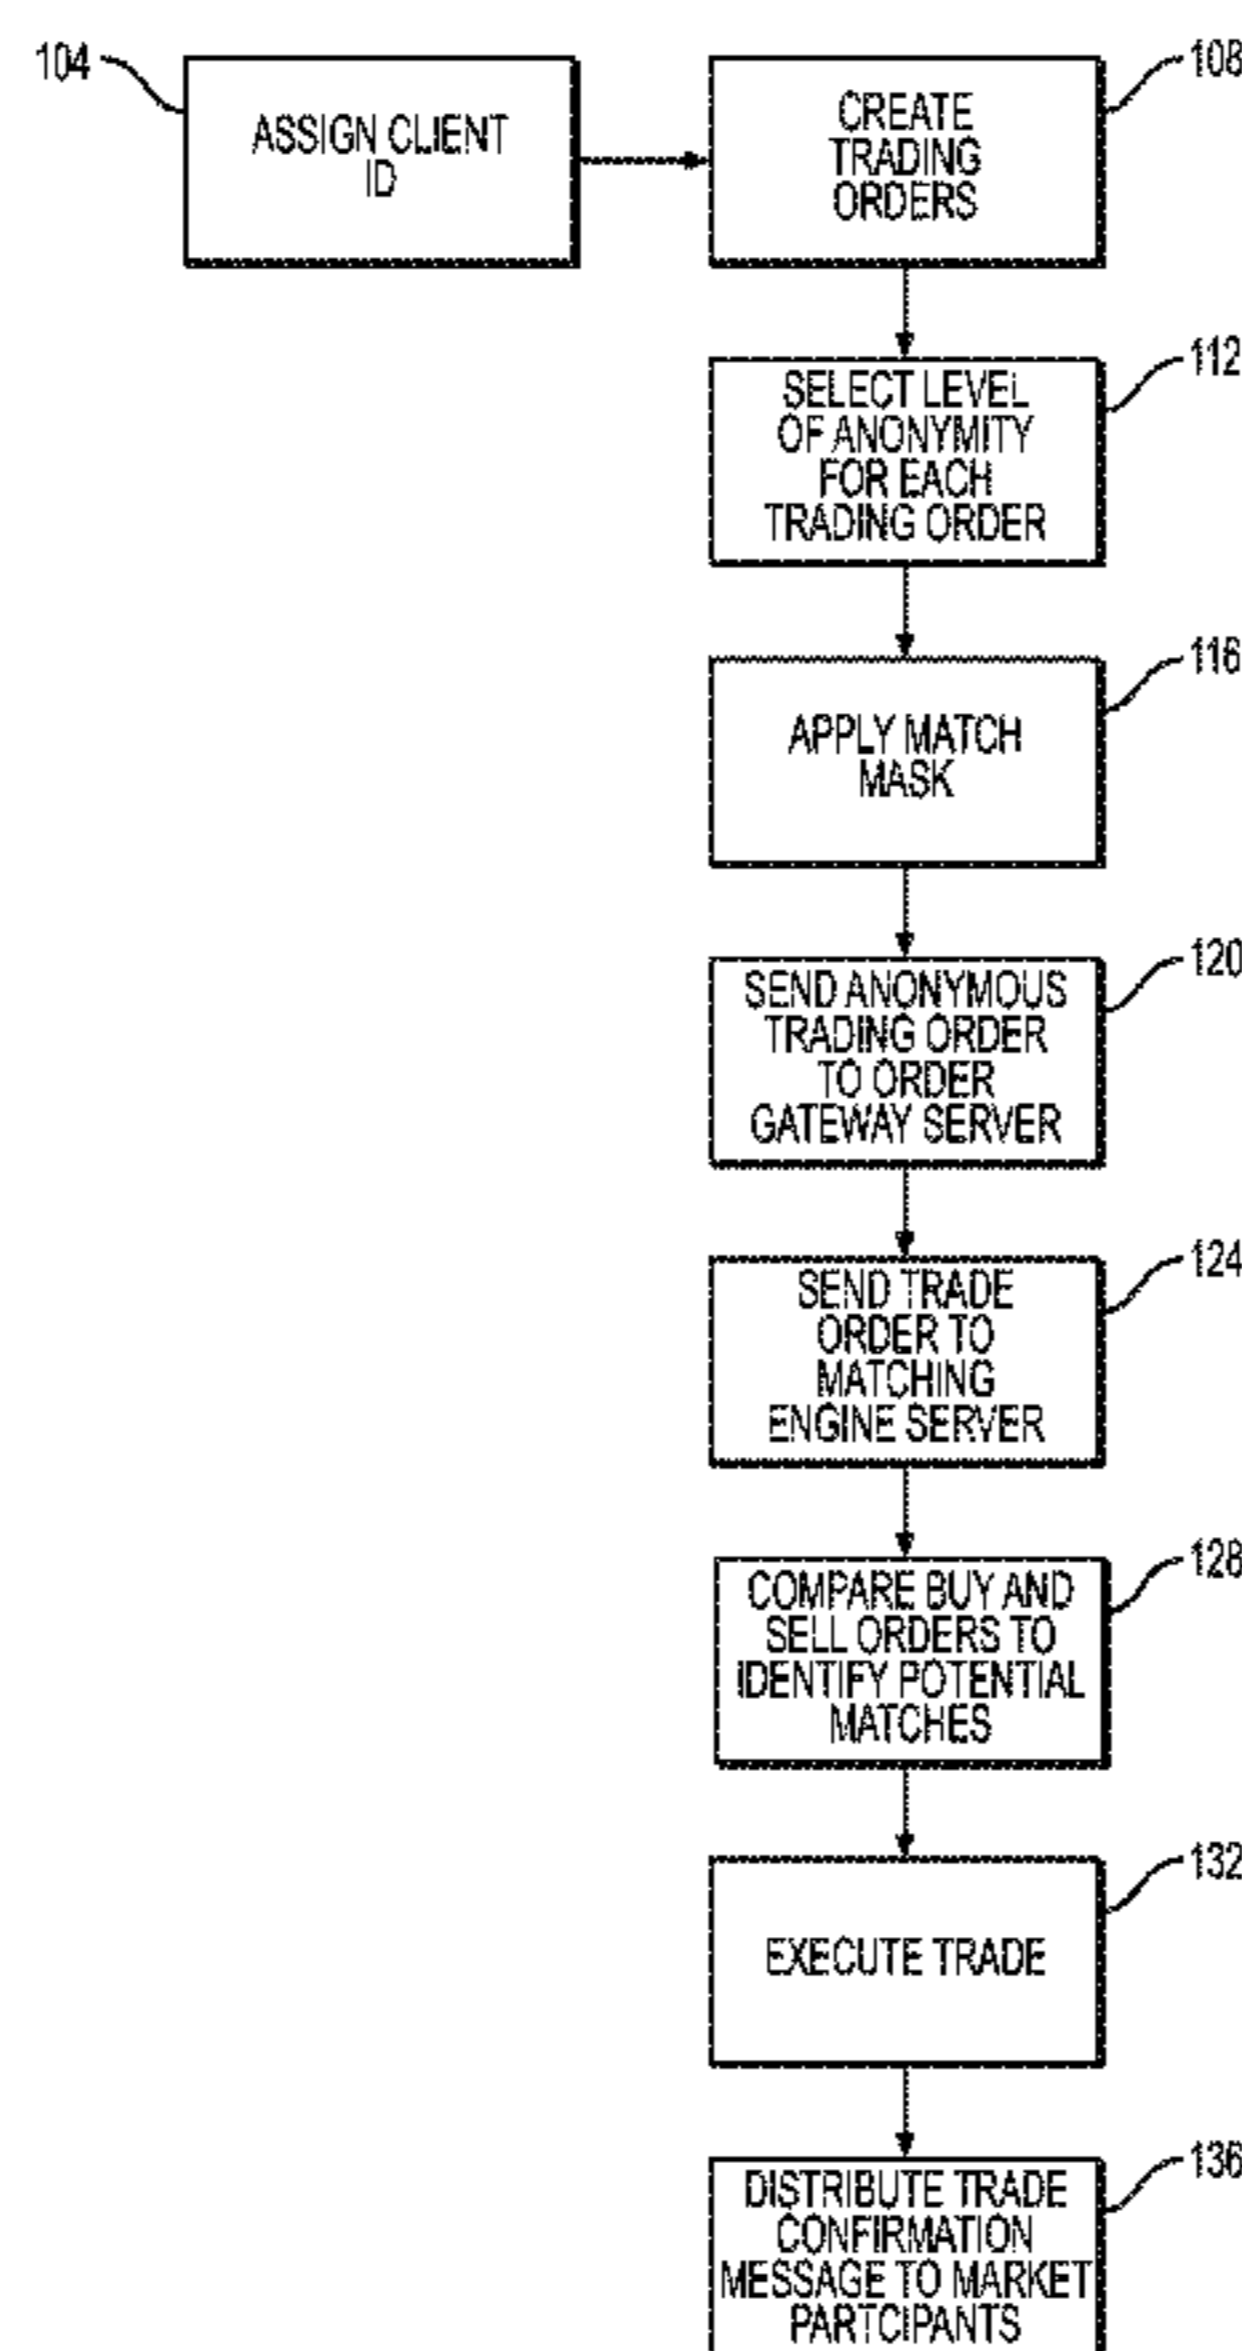 104
ASSIGN CLIENT
ID
108
CREATE
TRADING
ORDERS
112
SELECT LEVEL
OF ANONYMITY
FOR EACH
TRADING ORDER
116
APPLY MATCH
MASK
120
SEND ANONYMOUS
TRADING ORDER
TO ORDER
GATEWAY SERVER
124
SEND TRADE
ORDER TO
MATCHING
ENGINE SERVER
128
COMPARE BUY AND
SELL ORDERS TO
IDENTIFY POTENTIAL
MATCHES
132
EXECUTE TRADE
136
DISTRIBUTE TRADE
CONFIRMATION
MESSAGE TO MARKET
PARTCIPANTS